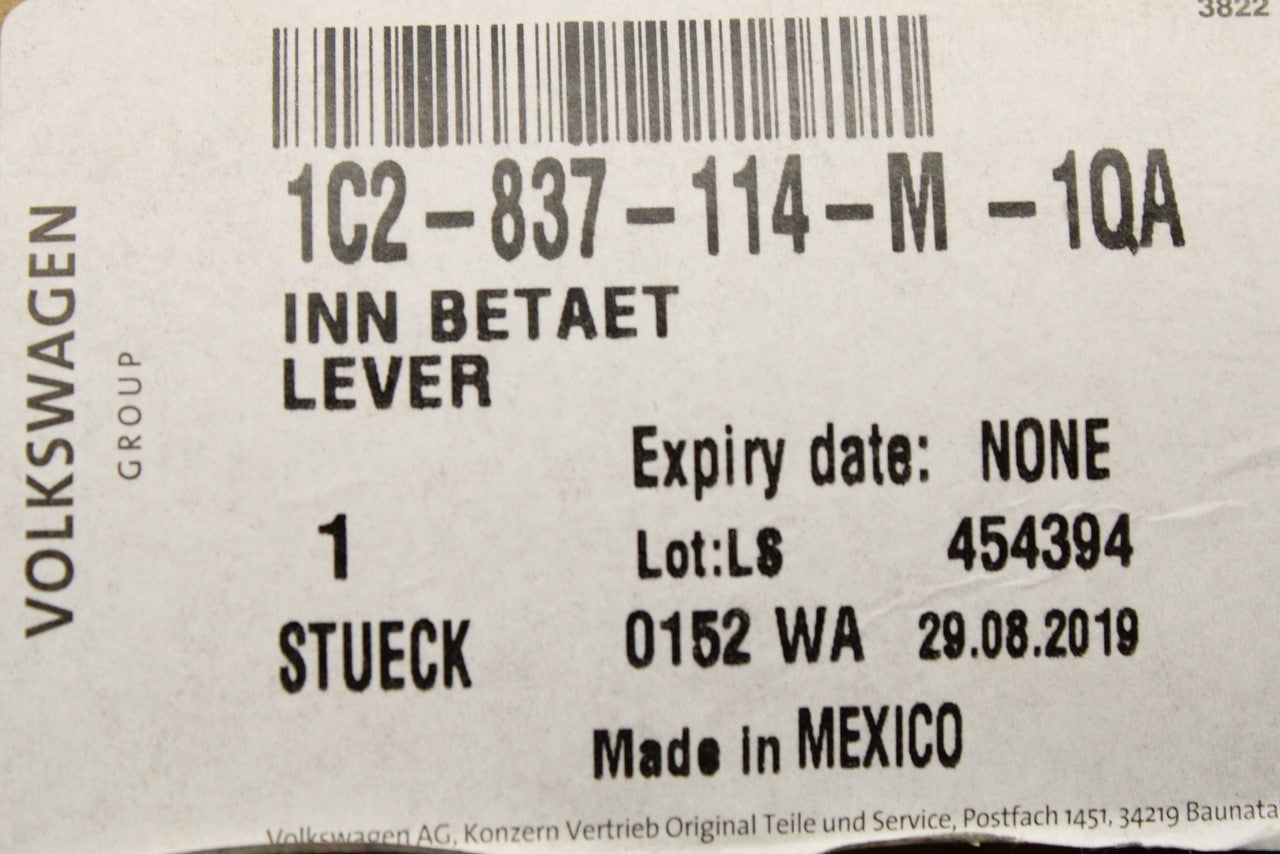 3822
1C2-837-114-M -1QA
INN BETAET
LEVER
Expiry date: NONE
1
Lot:LS 454394
STUECK
0152 WA 29.08.2019
Made in MEXICO
Volkswagen AG, Konzern Vertrieb Original Teile und Service, Postfach 1451, 34219 Baunata
VOLKSWAGEN
GROUP